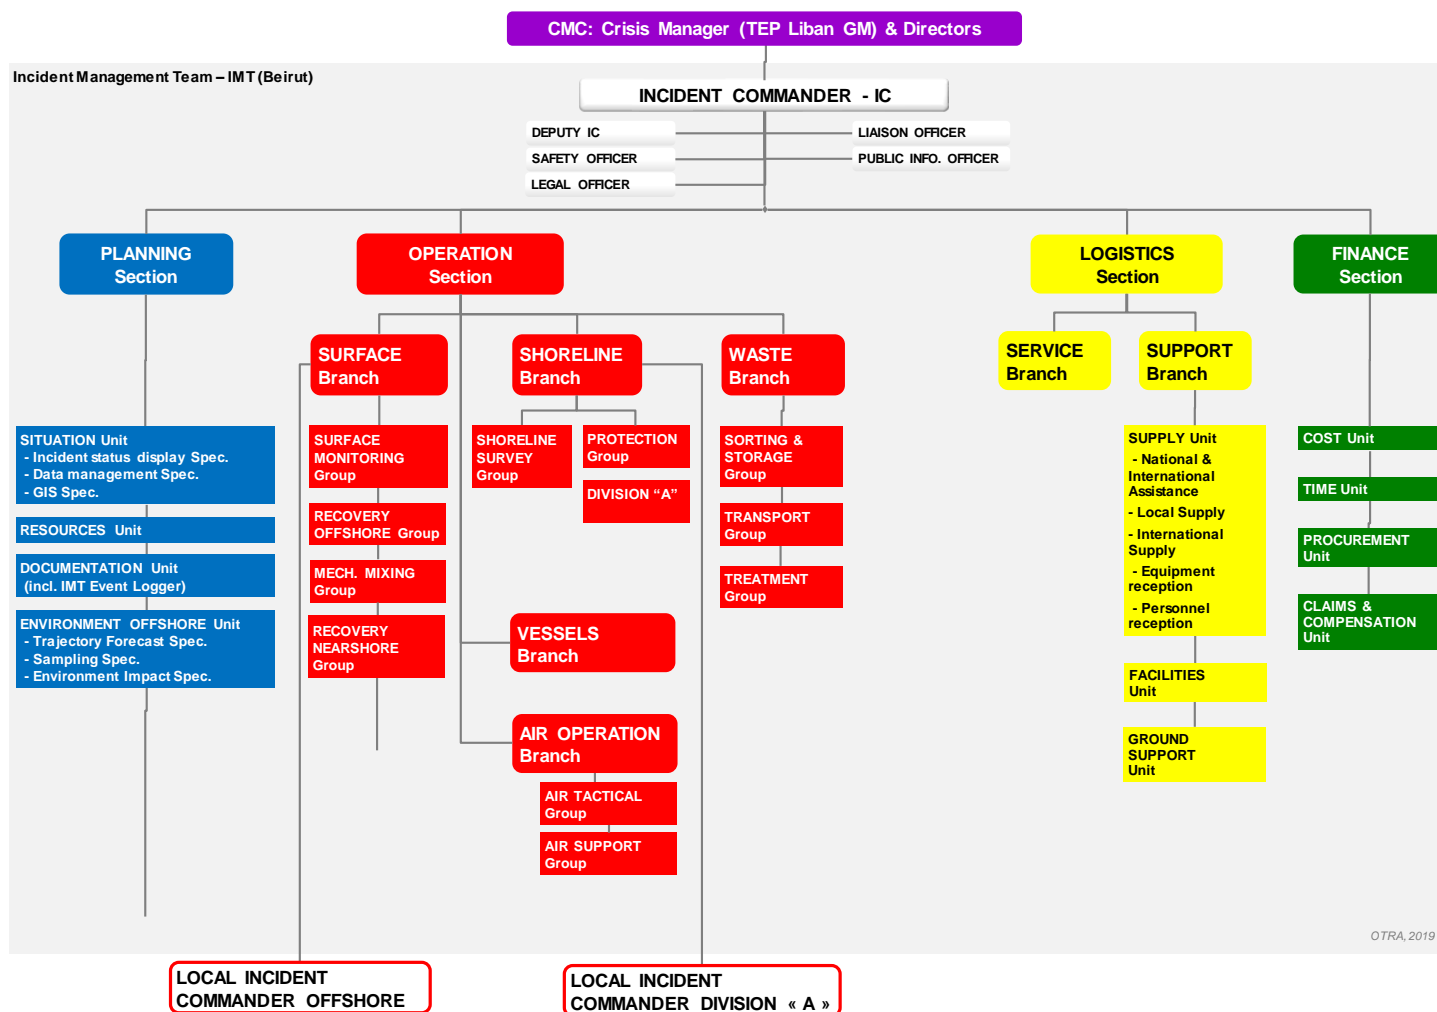 CMC: Crisis Manager (TEP Liban GM) & Directors
Incident Management Team – IMT (Beirut)
INCIDENT COMMANDER - IC
DEPUTY IC
LIAISON OFFICER
SAFETY OFFICER
PUBLIC INFO. OFFICER
LEGAL OFFICER
PLANNING
Section
OPERATION
Section
LOGISTICS
Section
FINANCE
Section
SURFACE
Branch
SHORELINE
Branch
WASTE
Branch
SERVICE
Branch
SUPPORT
Branch
SITUATION Unit
- Incident status display Spec.
- Data management Spec.
- GIS Spec.
RESOURCES Unit
DOCUMENTATION Unit
(incl. IMT Event Logger)
ENVIRONMENT OFFSHORE Unit
- Trajectory Forecast Spec.
- Sampling Spec.
- Environment Impact Spec.
SURFACE
MONITORING
Group
RECOVERY
OFFSHORE Group
MECH. MIXING
Group
RECOVERY
NEARSHORE
Group
SHORELINE
SURVEY
Group
PROTECTION
Group
DIVISION “A”
VESSELS
Branch
AIR OPERATION
Branch
AIR TACTICAL
Group
AIR SUPPORT
Group
SORTING &
STORAGE
Group
TRANSPORT
Group
TREATMENT
Group
SUPPLY Unit
- National &
International
Assistance
- Local Supply
- International
Supply
- Equipment
reception
- Personnel
reception
FACILITIES
Unit
GROUND
SUPPORT
Unit
COST Unit
TIME Unit
PROCUREMENT
Unit
CLAIMS &
COMPENSATION
Unit
OTRA, 2019
LOCAL INCIDENT
COMMANDER OFFSHORE
LOCAL INCIDENT
COMMANDER DIVISION « A »